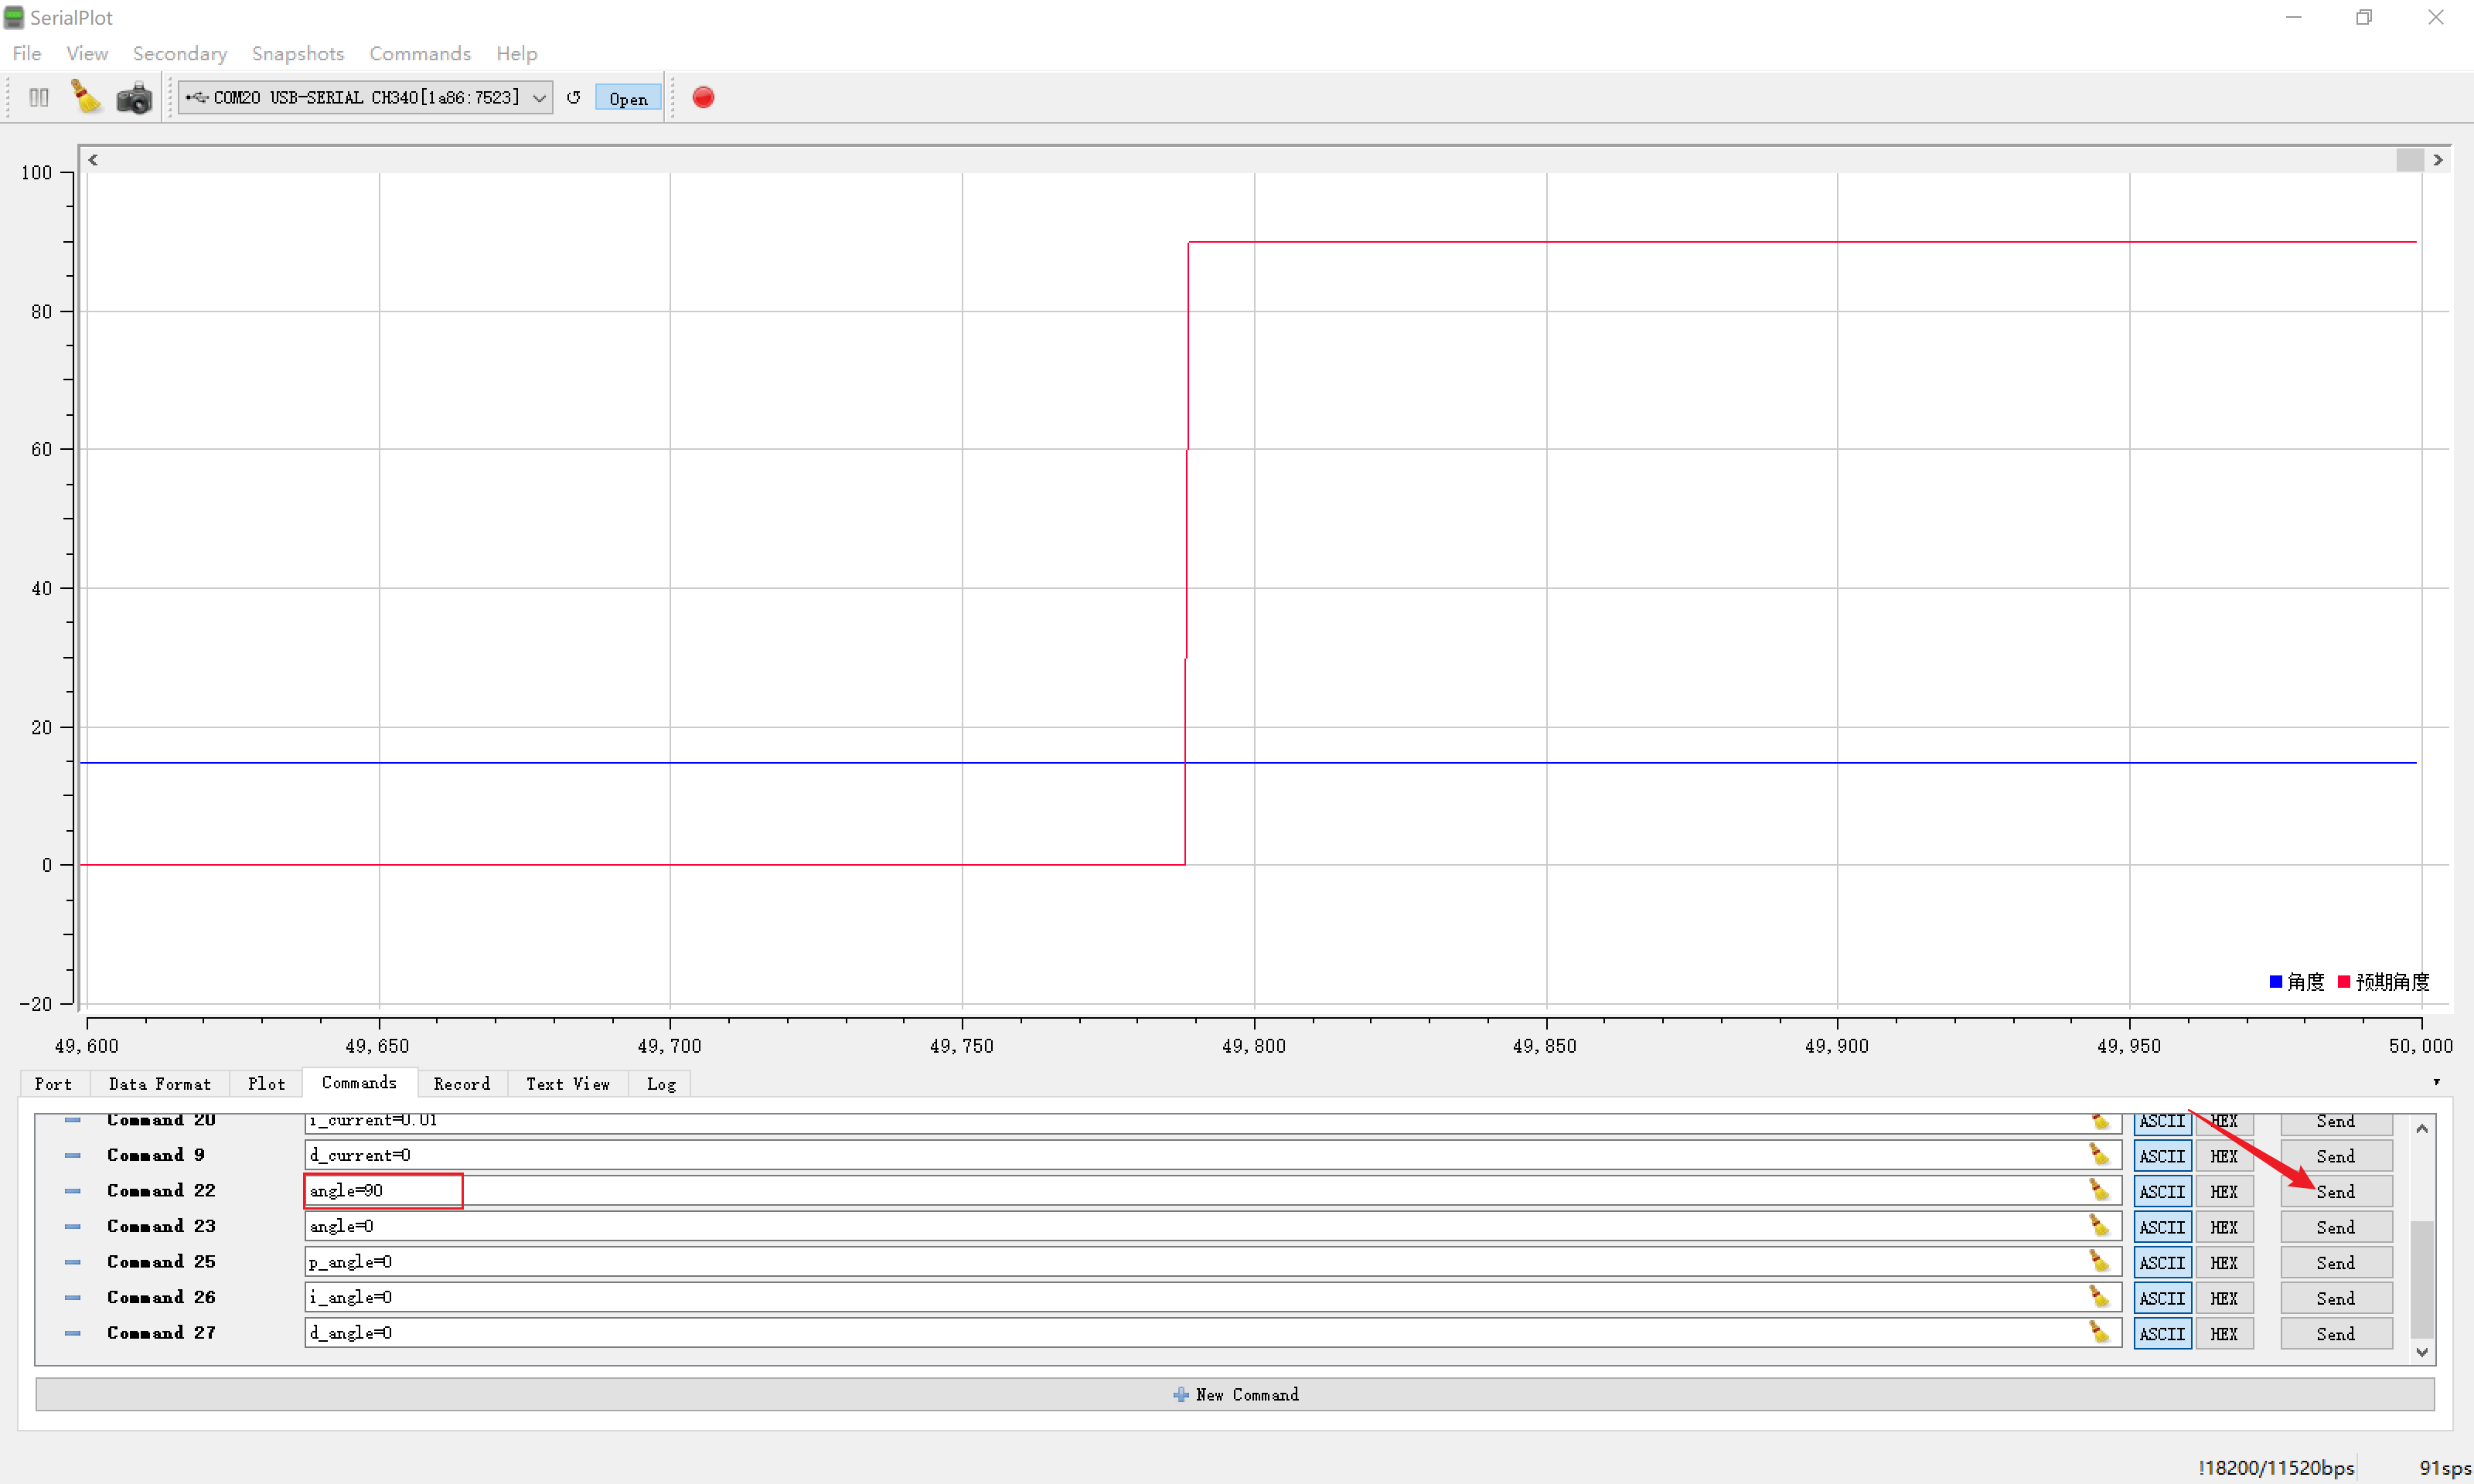 SerialPlot
File View Secondary Snapshots Commands Help
COM20 USB-SERIAL CH340[1a86:7523] Open
100
80
60
40
20
0
-20
角度 预期角度
49,600 49,650 49,700 49,750 49,800 49,850 49,900 49,950 50,000
Port Data Format Plot Commands Record Text View Log
Command 20 i_current=0.01 ASCII HEX Send
Command 9 d_current=0 ASCII HEX Send
Command 22 angle=90 ASCII HEX Send
Command 23 angle=0 ASCII HEX Send
Command 25 p_angle=0 ASCII HEX Send
Command 26 i_angle=0 ASCII HEX Send
Command 27 d_angle=0 ASCII HEX Send
New Command
!18200/11520bps 91sps